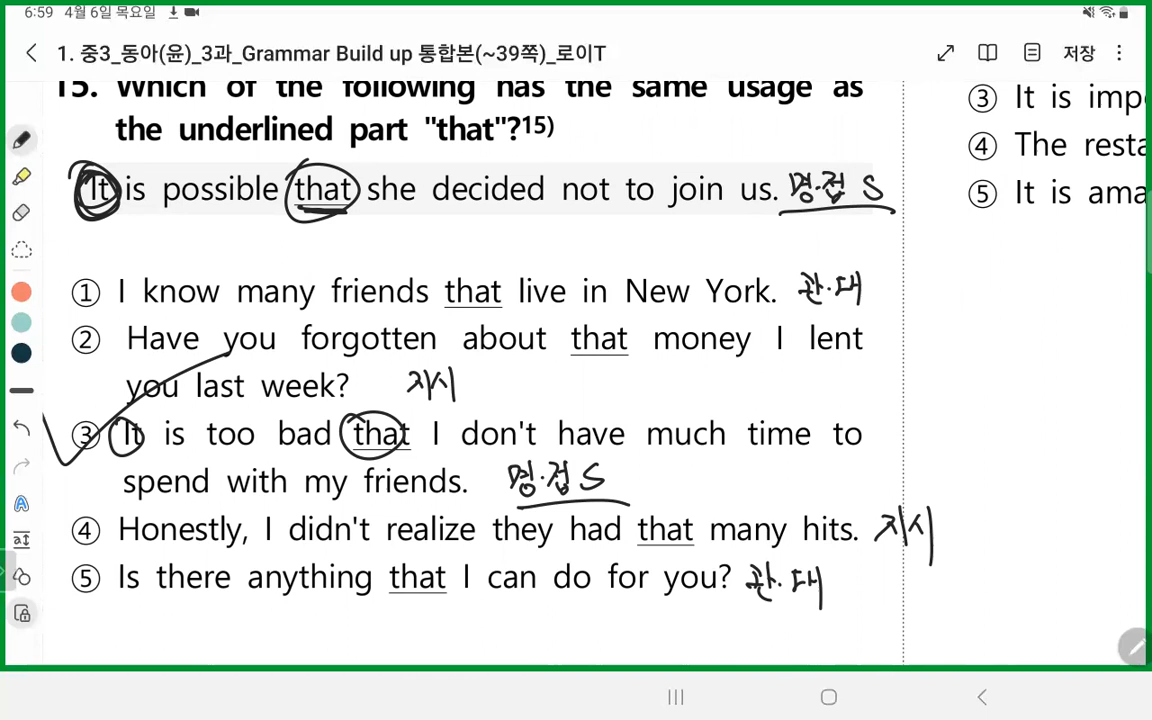 6:59 4월 6일 목요일
1. 중3_동아(윤)_3과_Grammar Build up 통합본(~39쪽)_로이T
저장
15. Which of the following has the same usage as
the underlined part "that"?15)
It is possible that she decided not to join us. 명.접 S
① I know many friends that live in New York. 관.대
② Have you forgotten about that money I lent
you last week? 지시
③ It is too bad that I don't have much time to
spend with my friends. 명.접 S
④ Honestly, I didn't realize they had that many hits. 지시
⑤ Is there anything that I can do for you? 관.대
③ It is imp
④ The resta
⑤ It is ama